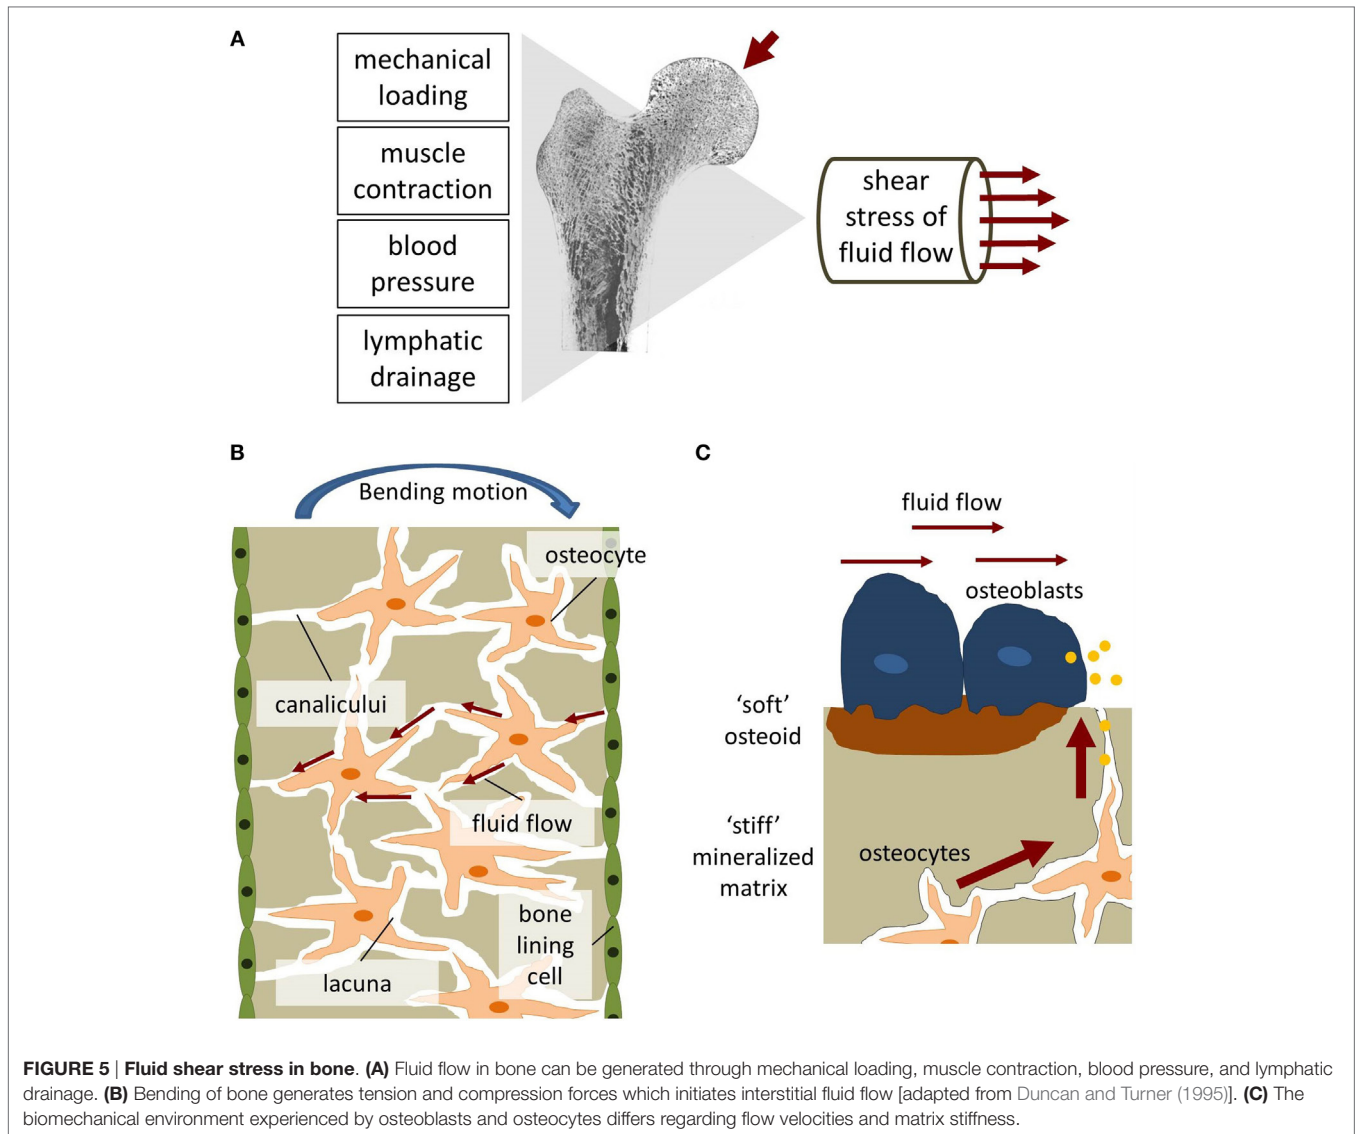 A
mechanical
loading
muscle
contraction
blood
pressure
lymphatic
drainage
shear
stress of
fluid flow
B
Bending motion
osteocyte
canalicului
fluid flow
bone
lining
cell
lacuna
C
fluid flow
osteoblasts
‘soft’
osteoid
‘stiff’
mineralized
matrix
osteocytes
FIGURE 5 | Fluid shear stress in bone. (A) Fluid flow in bone can be generated through mechanical loading, muscle contraction, blood pressure, and lymphatic
drainage. (B) Bending of bone generates tension and compression forces which initiates interstitial fluid flow [adapted from Duncan and Turner (1995)]. (C) The
biomechanical environment experienced by osteoblasts and osteocytes differs regarding flow velocities and matrix stiffness.